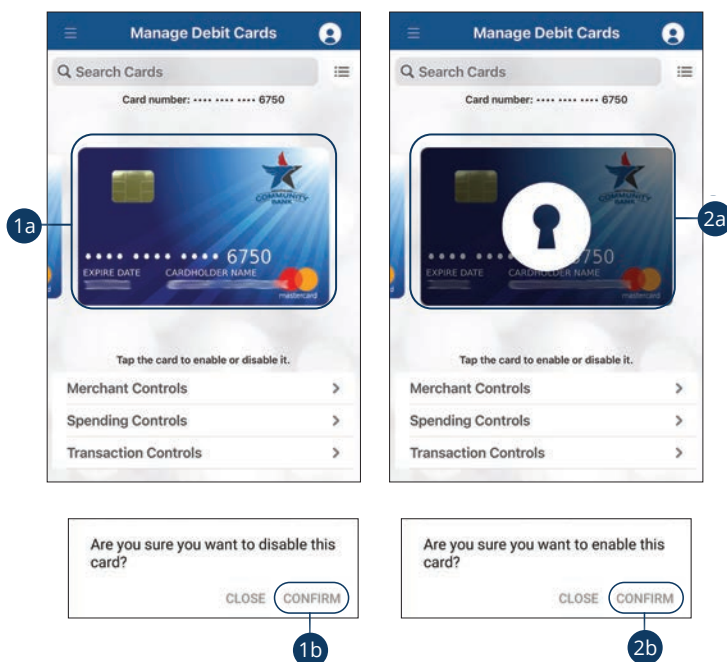 Manage Debit Cards
Search Cards
Card number: •••• •••• •••• 6750
COMMUNITY
BANK
•••• •••• •••• 6750
EXPIRE DATE CARDHOLDER NAME
mastercard
1a
Tap the card to enable or disable it.
Merchant Controls
Spending Controls
Transaction Controls
Are you sure you want to disable this
card?
CLOSE CONFIRM
1b
Manage Debit Cards
Search Cards
Card number: •••• •••• •••• 6750
COMMUNITY
BANK
•••• •••• 6750
EXPIRE DATE CARDHOLDER NAME
mastercard
2a
Tap the card to enable or disable it.
Merchant Controls
Spending Controls
Transaction Controls
Are you sure you want to enable this
card?
CLOSE CONFIRM
2b